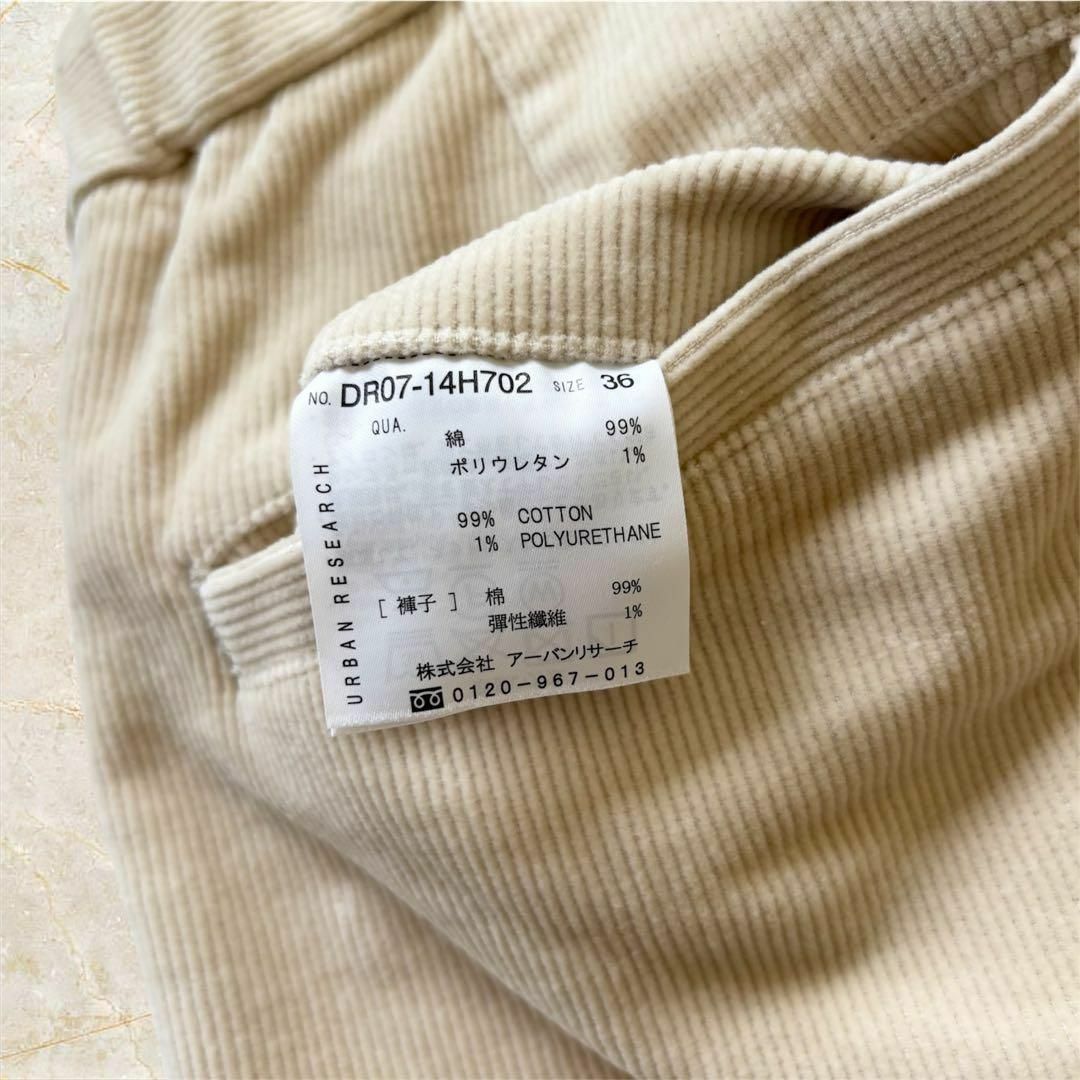 NO. DR07-14H702 SIZE 36
QUA.
綿 99%
ポリウレタン 1%
99% COTTON
1% POLYURETHANE
[ 褲子 ] 棉 99%
彈性纖維 1%
株式会社 アーバンリサーチ
0120-967-013
URBAN RESEARCH